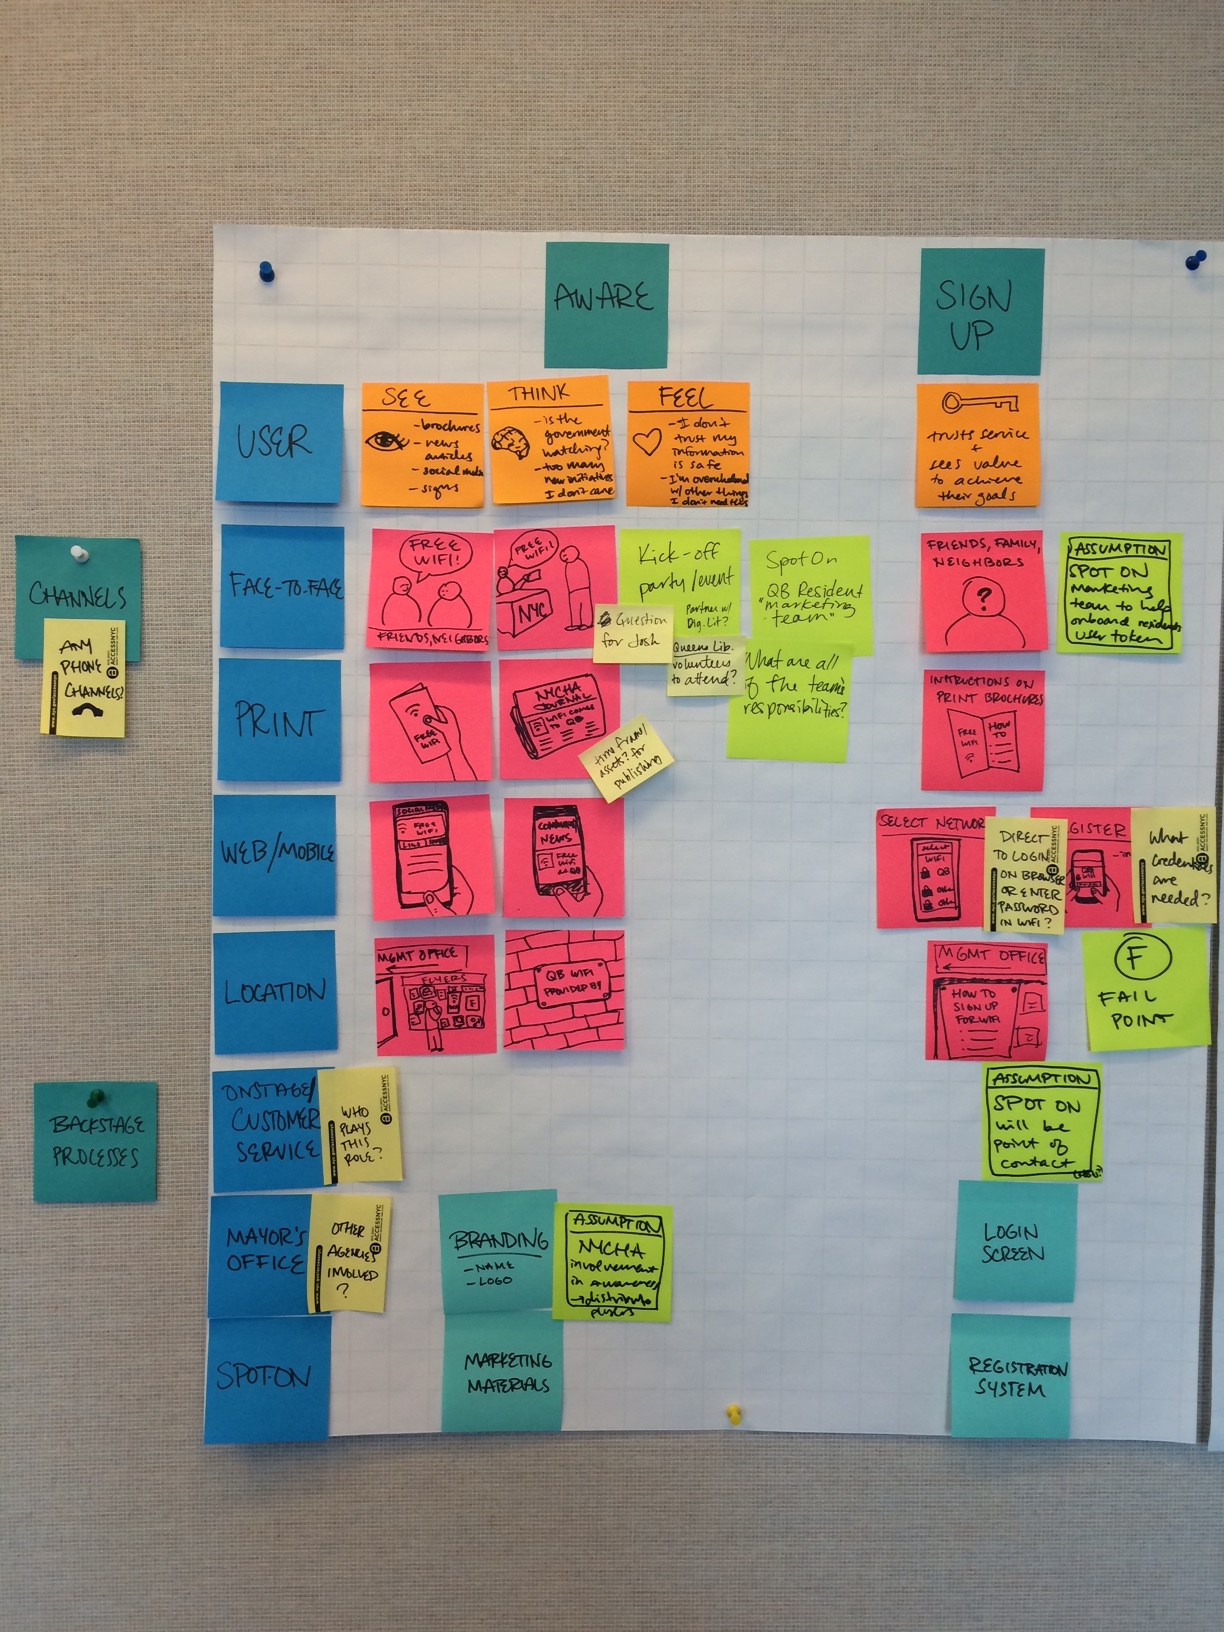 AWARE
SIGN
UP
USER
SEE
- brochures
- news
articles
- social media
- signs
THINK
- is the
government
watching?
- too many
new initiatives
I don't care
FEEL
- I don't
trust my
information
is safe
- I'm overwhelmed
w/ other things
I don't need this
trusts service
+
sees value
to achieve
their goals
CHANNELS
ANY
PHONE
CHANNELS?
ACCESSNYC
FACE-TO-FACE
FREE
WIFI!
FRIENDS, NEIGHBORS
FREE
WIFI!
NYC
Kick-off
party/event
Partner w/
Dig. Lit?
Question
for Josh
Queens Lib.
volunteers
to attend?
Spot On
QB Resident
"marketing
team"
What are all
of the team's
responsibilities?
FRIENDS, FAMILY,
NEIGHBORS
?
ASSUMPTION
SPOT ON
marketing
team to help
onboard residents
user token
PRINT
FREE
WIFI
NYCHA
JOURNAL
WIFI COMES
TO QB
asset? for
publishing
INSTRUCTIONS ON
PRINT BROCHURES
FREE
WIFI
HOW
TO
WEB/MOBILE
SOCIAL
FREE
WIFI
COMMUNITY
NEWS
FREE
Wifi
at QB
SELECT NETWOR
select
WIFI
QB
Other
Other
DIRECT
TO LOGIN
ON BROWSER
OR ENTER
PASSWORD
IN WIFI?
ACCESSNYC
GISTER
What
credentials
are
needed?
ACCESSNYC
LOCATION
MGMT OFFICE
FLYERS
QB WIFI
PROVIDED BY
MGMT OFFICE
HOW TO
SIGN UP
FOR WIFI
F
FAIL
POINT
BACKSTAGE
PROCESSES
ONSTAGE/
CUSTOMER
SERVICE
WHO
PLAYS
THIS
ROLE?
ACCESSNYC
ASSUMPTION
SPOT ON
will be
point of
contact
MAYOR'S
OFFICE
OTHER
AGENCIES
INVOLVED
?
ACCESSNYC
BRANDING
- NAME
- LOGO
ASSUMPTION
NYCHA
involvement
in awareness/
→ distribute
LOGIN
SCREEN
SPOT-ON
MARKETING
MATERIALS
REGISTRATION
SYSTEM